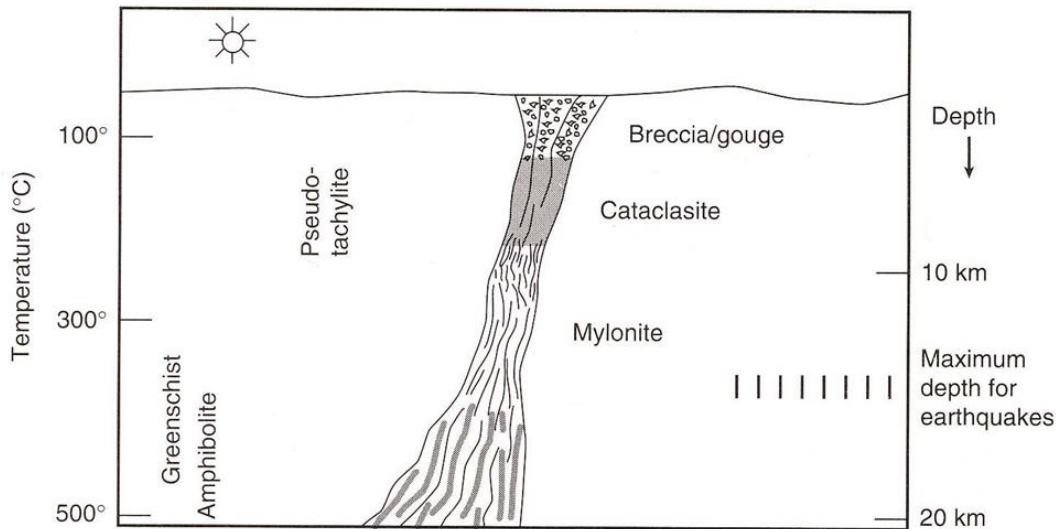 Temperature (°C)
100°
300°
500°
Pseudo-
tachylite
Greenschist
Amphibolite
Breccia/gouge
Cataclasite
Mylonite
Depth
10 km
Maximum
depth for
earthquakes
20 km